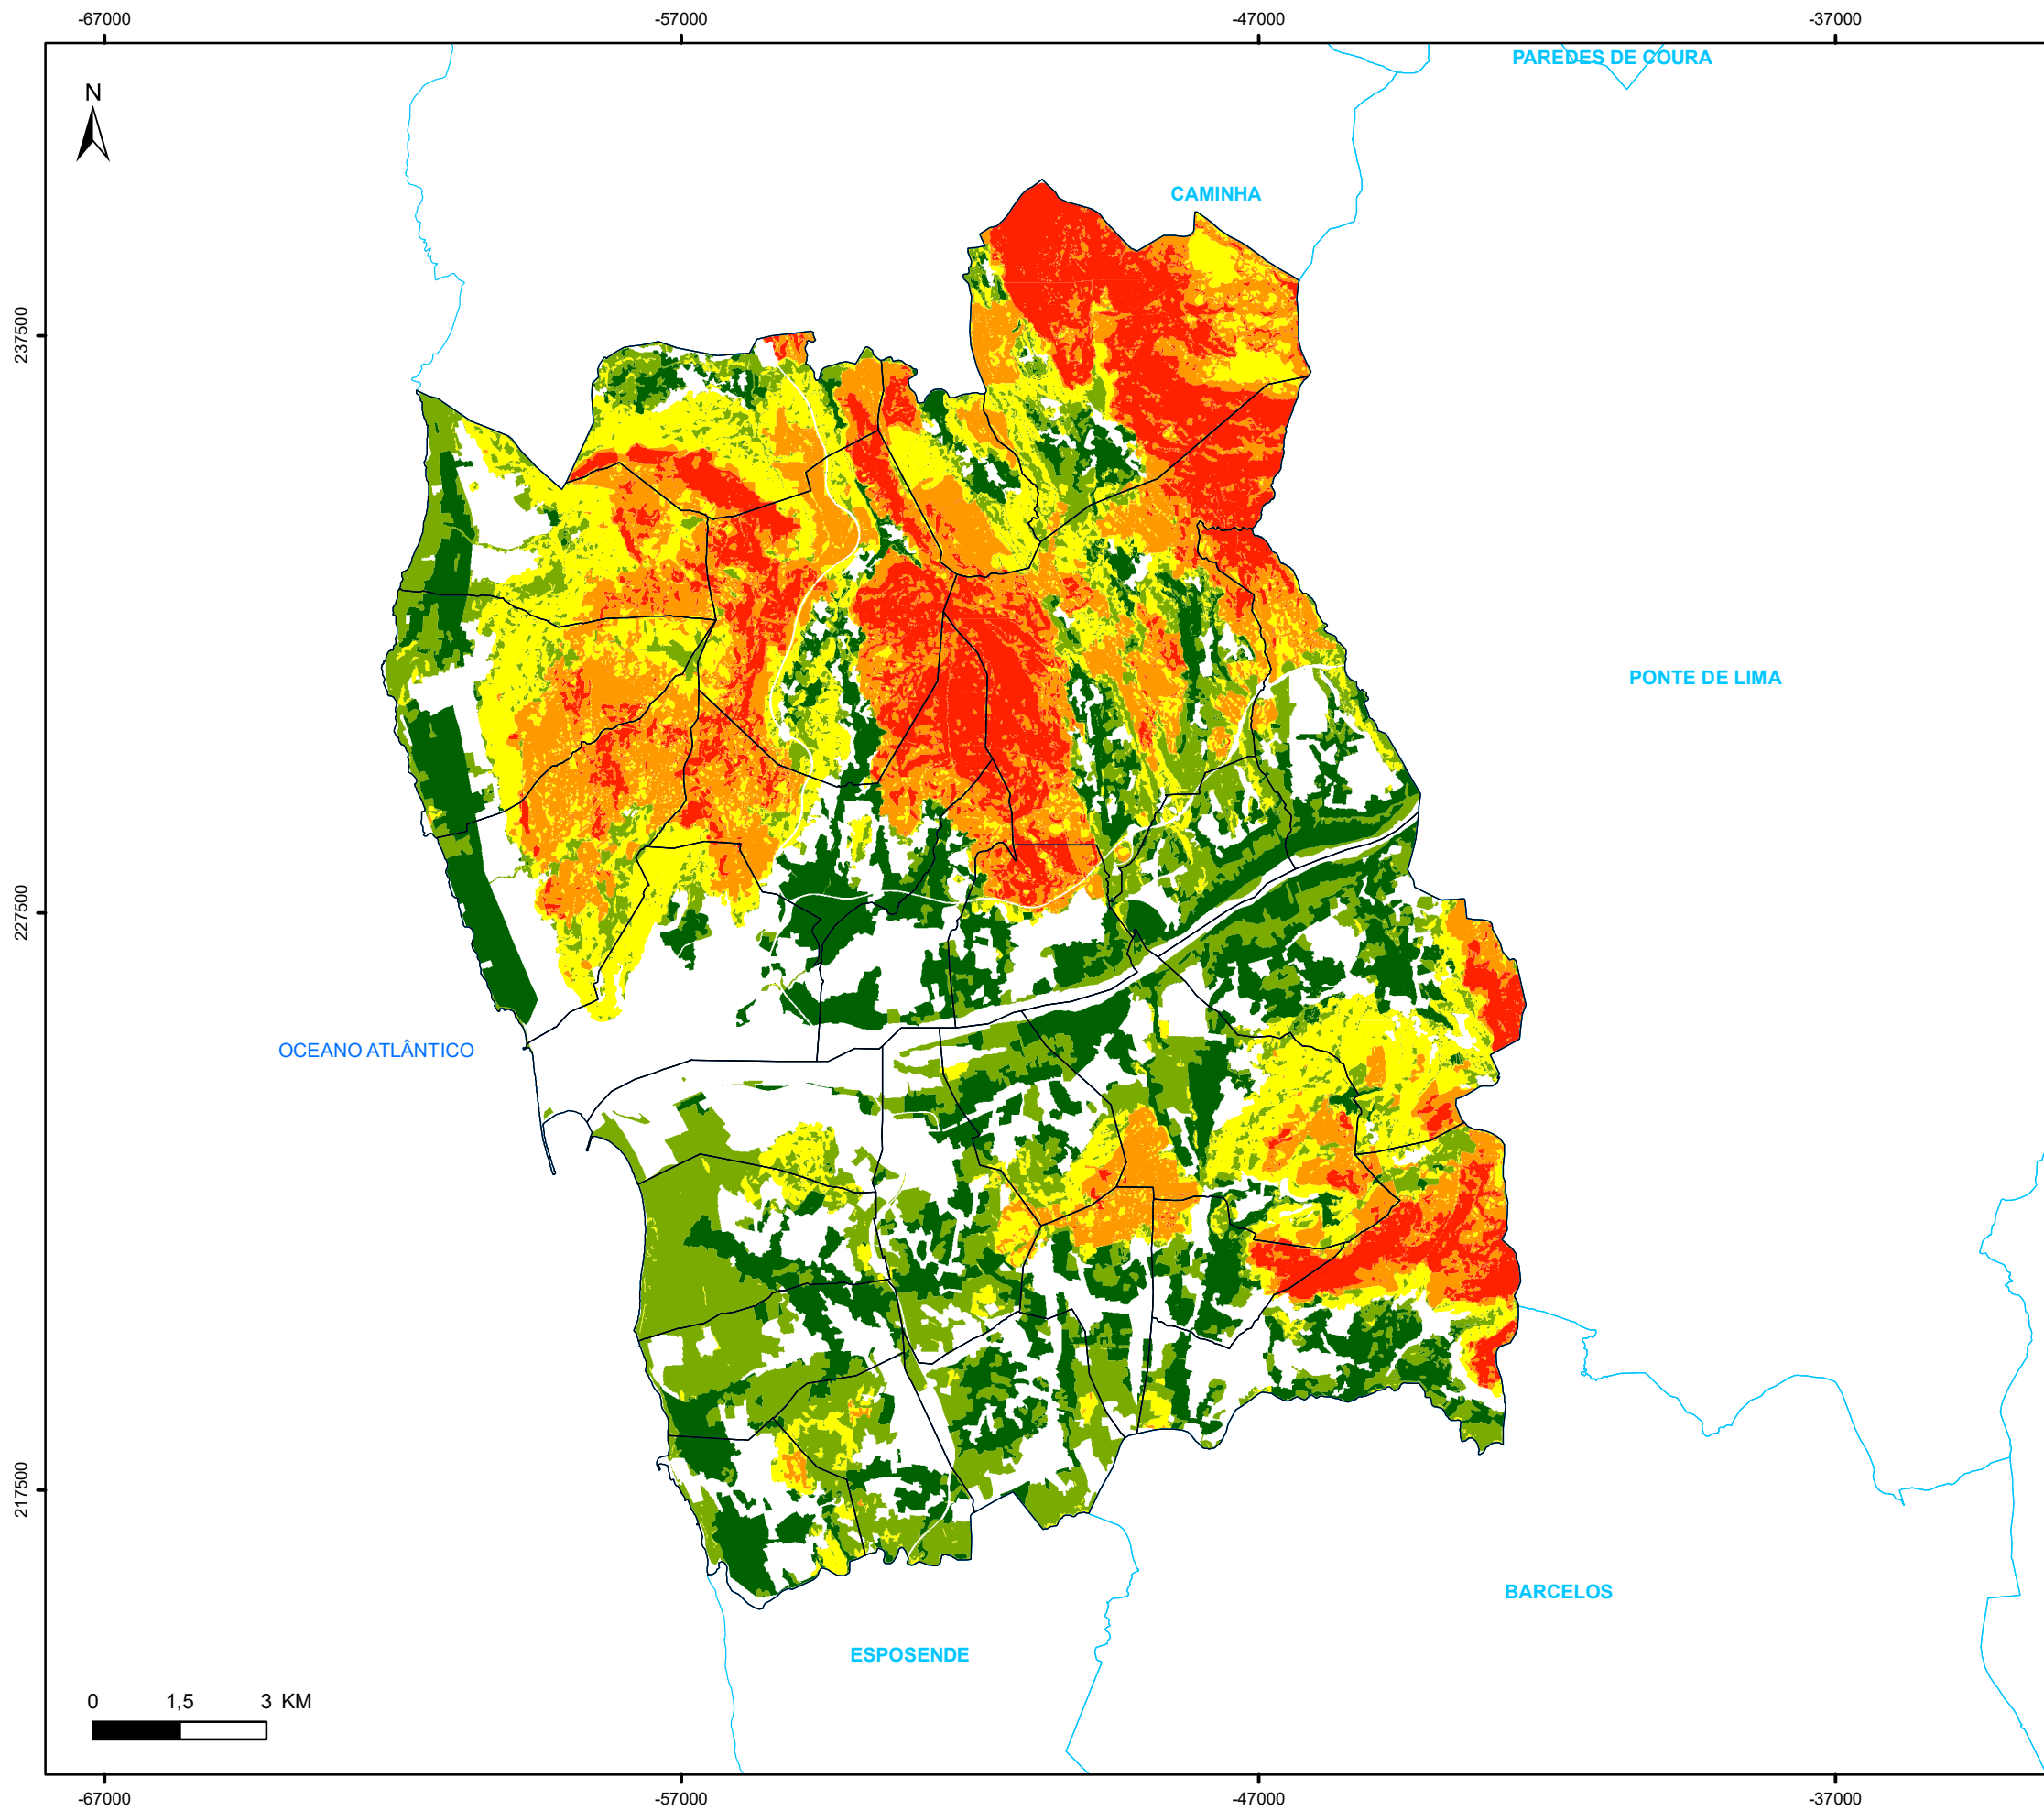 -67000 -57000 -47000 -37000
PAREDES DE COURA
N
CAMINHA
237500
PONTE DE LIMA
227500
OCEANO ATLÂNTICO
217500
BARCELOS
ESPOSENDE
0 1,5 3 KM
-67000 -57000 -47000 -37000